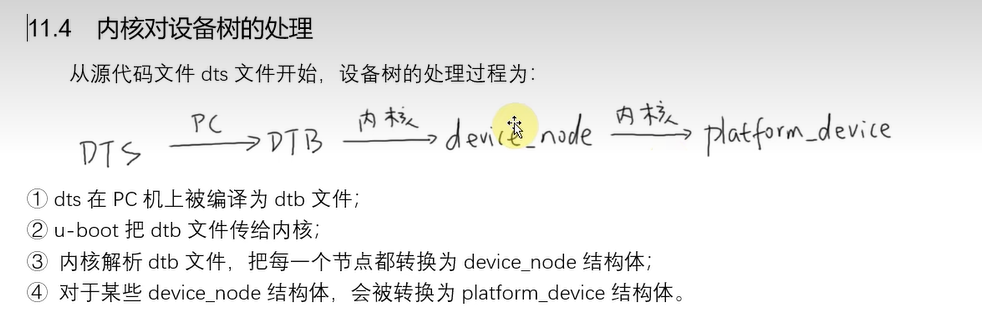 11.4 内核对设备树的处理
从源代码文件 dts 文件开始，设备树的处理过程为：
DTS PC DTB 内核 device_node 内核 platform_device
① dts 在 PC 机上被编译为 dtb 文件；
② u-boot 把 dtb 文件传给内核；
③ 内核解析 dtb 文件，把每一个节点都转换为 device_node 结构体；
④ 对于某些 device_node 结构体，会被转换为 platform_device 结构体。